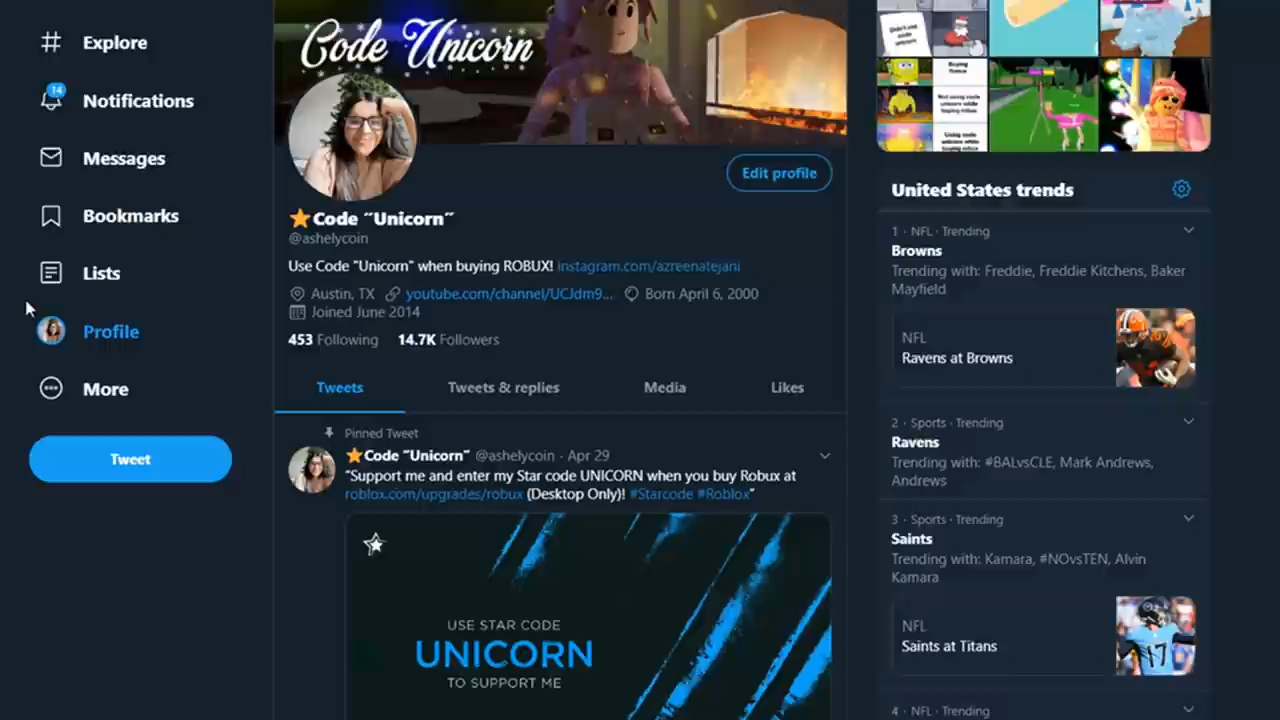 Explore
14
Notifications
Messages
Bookmarks
Lists
Profile
More
Tweet
Code Unicorn
Edit profile
Code “Unicorn”
@ashelycoin
Use Code "Unicorn" when buying ROBUX! instagram.com/azreenatejani
Austin, TX youtube.com/channel/UCJdm9... Born April 6, 2000
Joined June 2014
453 Following 14.7K Followers
Tweets Tweets & replies Media Likes
Pinned Tweet
Code “Unicorn” @ashelycoin · Apr 29
“Support me and enter my Star code UNICORN when you buy Robux at
roblox.com/upgrades/robux (Desktop Only)! #Starcode #Roblox”
USE STAR CODE
UNICORN
TO SUPPORT ME
United States trends
1 · NFL · Trending
Browns
Trending with: Freddie, Freddie Kitchens, Baker
Mayfield
NFL
Ravens at Browns
2 · Sports · Trending
Ravens
Trending with: #BALvsCLE, Mark Andrews,
Andrews
3 · Sports · Trending
Saints
Trending with: Kamara, #NOvsTEN, Alvin
Kamara
NFL
Saints at Titans
17
4 · NFL · Trending